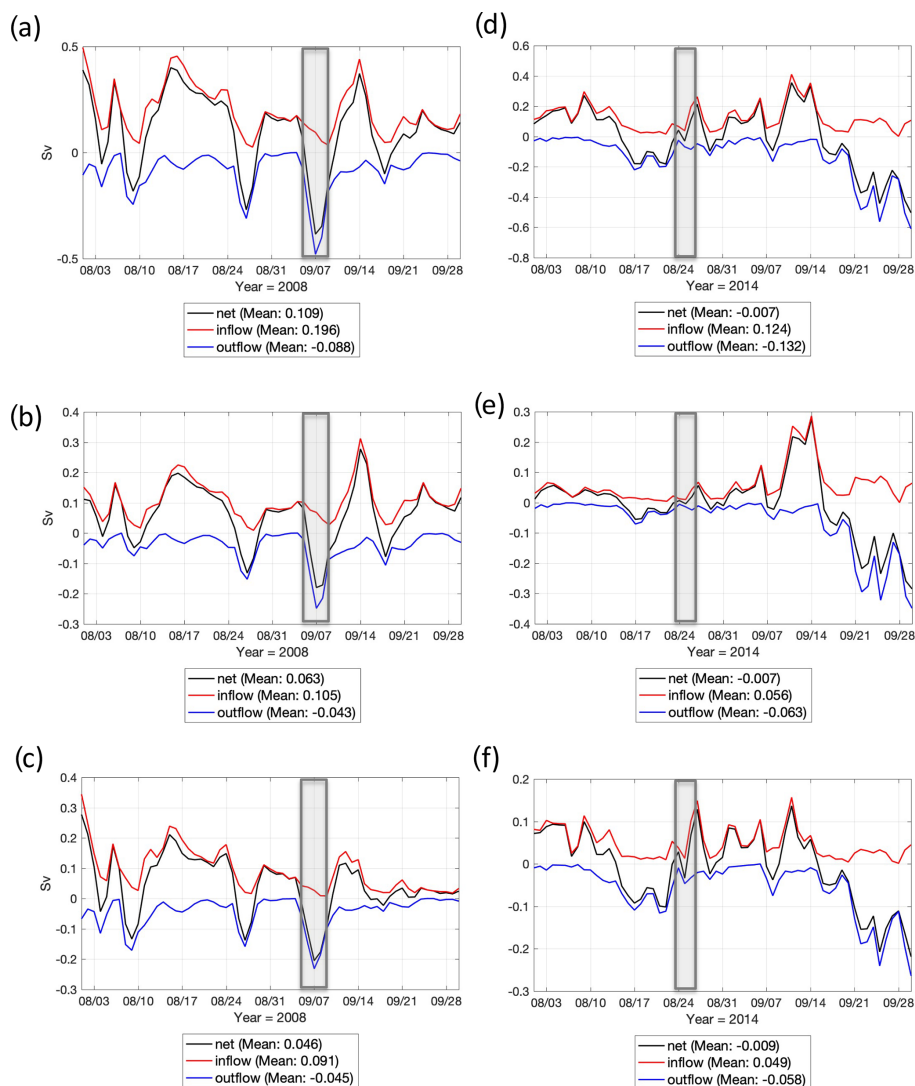 (a)
0.5
0
-0.5
Sv
08/03 08/10 08/17 08/24 08/31 09/07 09/14 09/21 09/28
Year = 2008
net (Mean: 0.109)
inflow (Mean: 0.196)
outflow (Mean: -0.088)
(d)
0.6
0.4
0.2
0
-0.2
-0.4
-0.6
-0.8
08/03 08/10 08/17 08/24 08/31 09/07 09/14 09/21 09/28
Year = 2014
net (Mean: -0.007)
inflow (Mean: 0.124)
outflow (Mean: -0.132)
(b)
0.4
0.3
0.2
0.1
0
-0.1
-0.2
-0.3
Sv
08/03 08/10 08/17 08/24 08/31 09/07 09/14 09/21 09/28
Year = 2008
net (Mean: 0.063)
inflow (Mean: 0.105)
outflow (Mean: -0.043)
(e)
0.3
0.2
0.1
0
-0.1
-0.2
-0.3
-0.4
08/03 08/10 08/17 08/24 08/31 09/07 09/14 09/21 09/28
Year = 2014
net (Mean: -0.007)
inflow (Mean: 0.056)
outflow (Mean: -0.063)
(c)
0.4
0.3
0.2
0.1
0
-0.1
-0.2
-0.3
Sv
08/03 08/10 08/17 08/24 08/31 09/07 09/14 09/21 09/28
Year = 2008
net (Mean: 0.046)
inflow (Mean: 0.091)
outflow (Mean: -0.045)
(f)
0.2
0.1
0
-0.1
-0.2
-0.3
08/03 08/10 08/17 08/24 08/31 09/07 09/14 09/21 09/28
Year = 2014
net (Mean: -0.009)
inflow (Mean: 0.049)
outflow (Mean: -0.058)